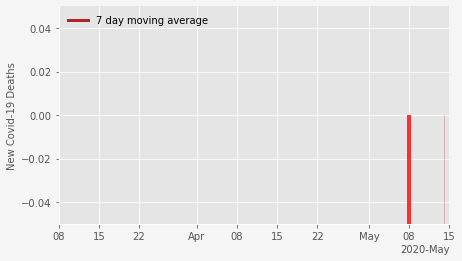 7 day moving average
New Covid-19 Deaths
0.04
0.02
0.00
−0.02
−0.04
08 15 22 Apr 08 15 22 May 08 15
2020-May